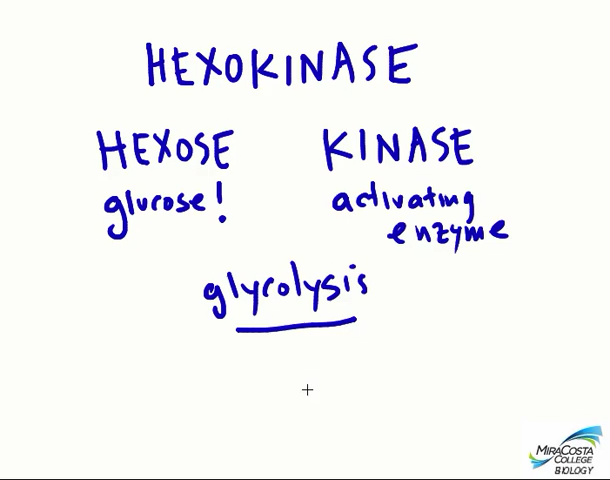 HEXOKINASE
HEXOSE KINASE
glucose! activating
enzyme
glycolysis
MIRACOSTA
COLLEGE
BIOLOGY